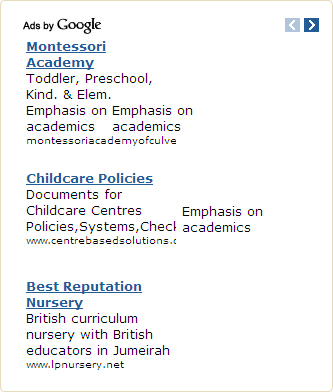 Ads by Google
Montessori
Academy
Toddler, Preschool,
Kind. & Elem.
Emphasis on Emphasis on
academics academics
montessoriacademyofculve
Childcare Policies
Documents for
Childcare Centres
Policies,Systems,Check
Emphasis on
academics
www.centrebasedsolutions.c
Best Reputation
Nursery
British curriculum
nursery with British
educators in Jumeirah
www.lpnursery.net